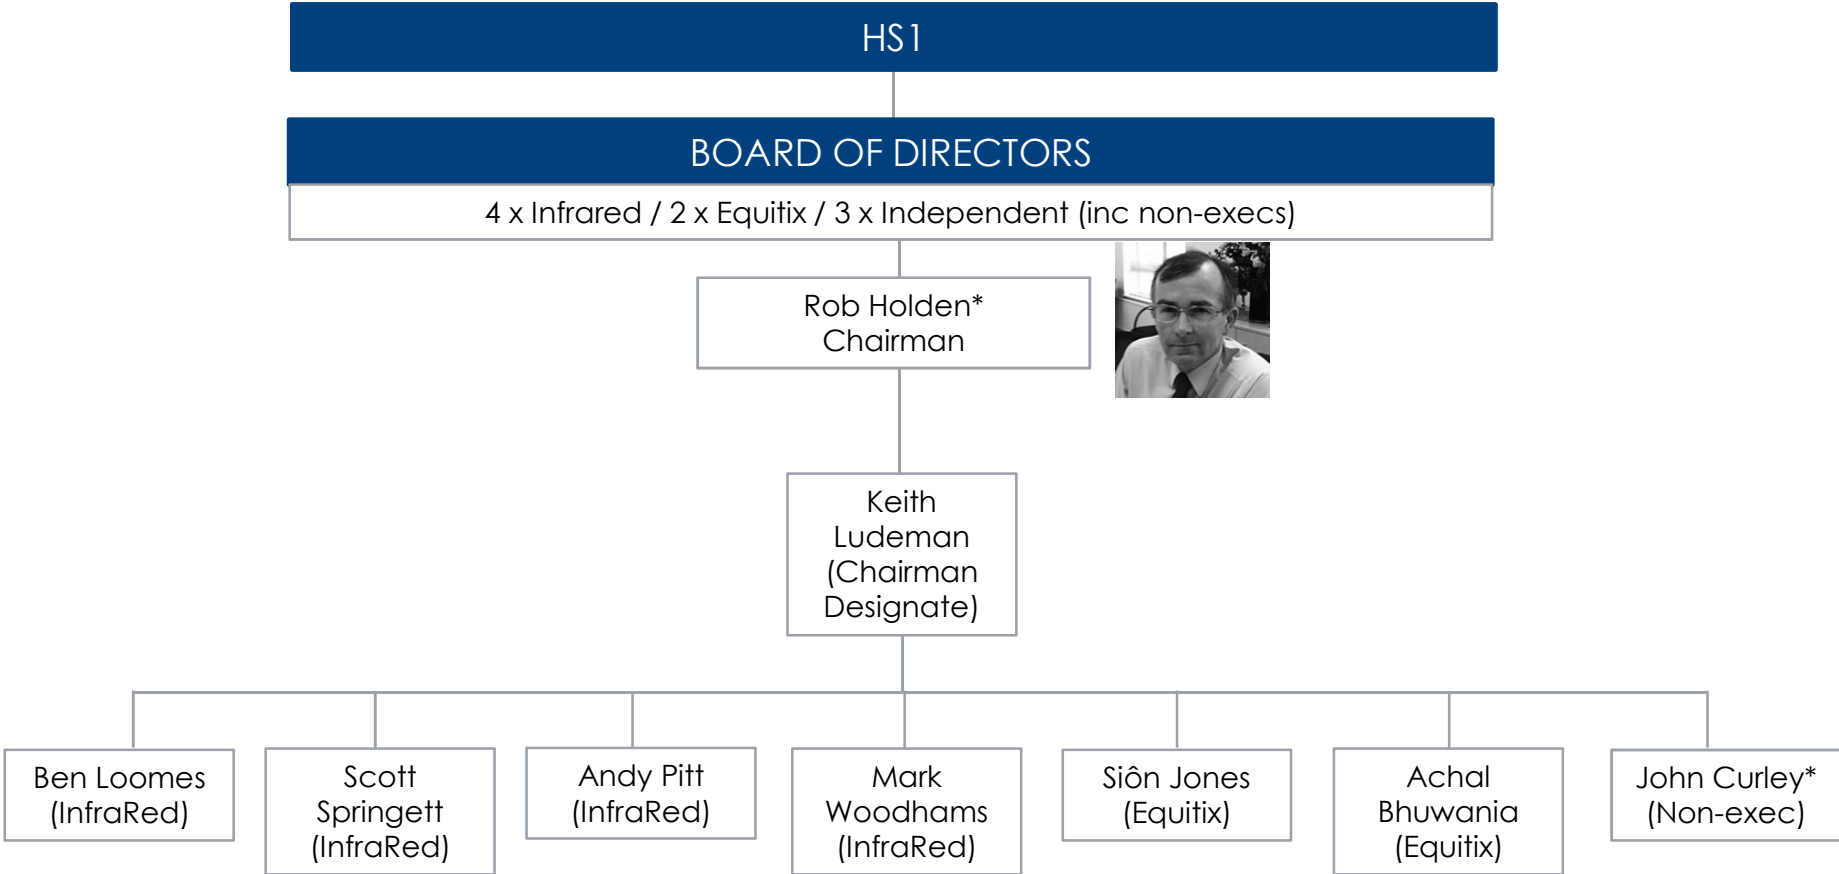 HS1
BOARD OF DIRECTORS
4 x Infrared / 2 x Equitix / 3 x Independent (inc non-execs)
Rob Holden*
Chairman
Keith
Ludeman
(Chairman
Designate)
Ben Loomes
(InfraRed)
Scott
Springett
(InfraRed)
Andy Pitt
(InfraRed)
Mark
Woodhams
(InfraRed)
Siôn Jones
(Equitix)
Achal
Bhuwania
(Equitix)
John Curley*
(Non-exec)